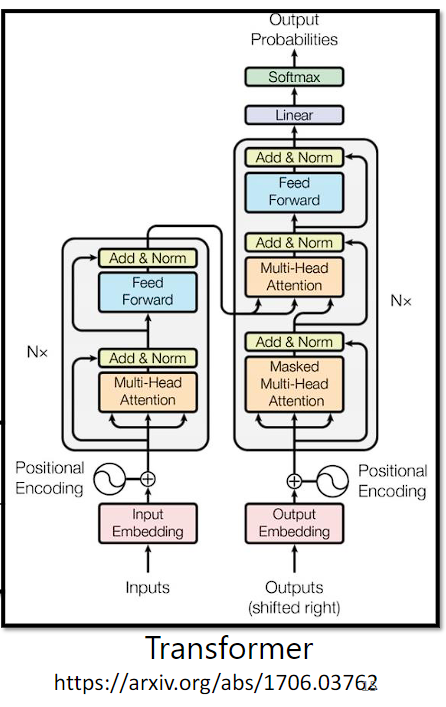 Output
Probabilities
Softmax
Linear
Add & Norm
Feed
Forward
Add & Norm
Multi-Head
Attention
Add & Norm
Masked
Multi-Head
Attention
Nx
Positional
Encoding
Output
Embedding
Outputs
(shifted right)
Add & Norm
Feed
Forward
Add & Norm
Multi-Head
Attention
Nx
Positional
Encoding
Input
Embedding
Inputs
Transformer
https://arxiv.org/abs/1706.03762